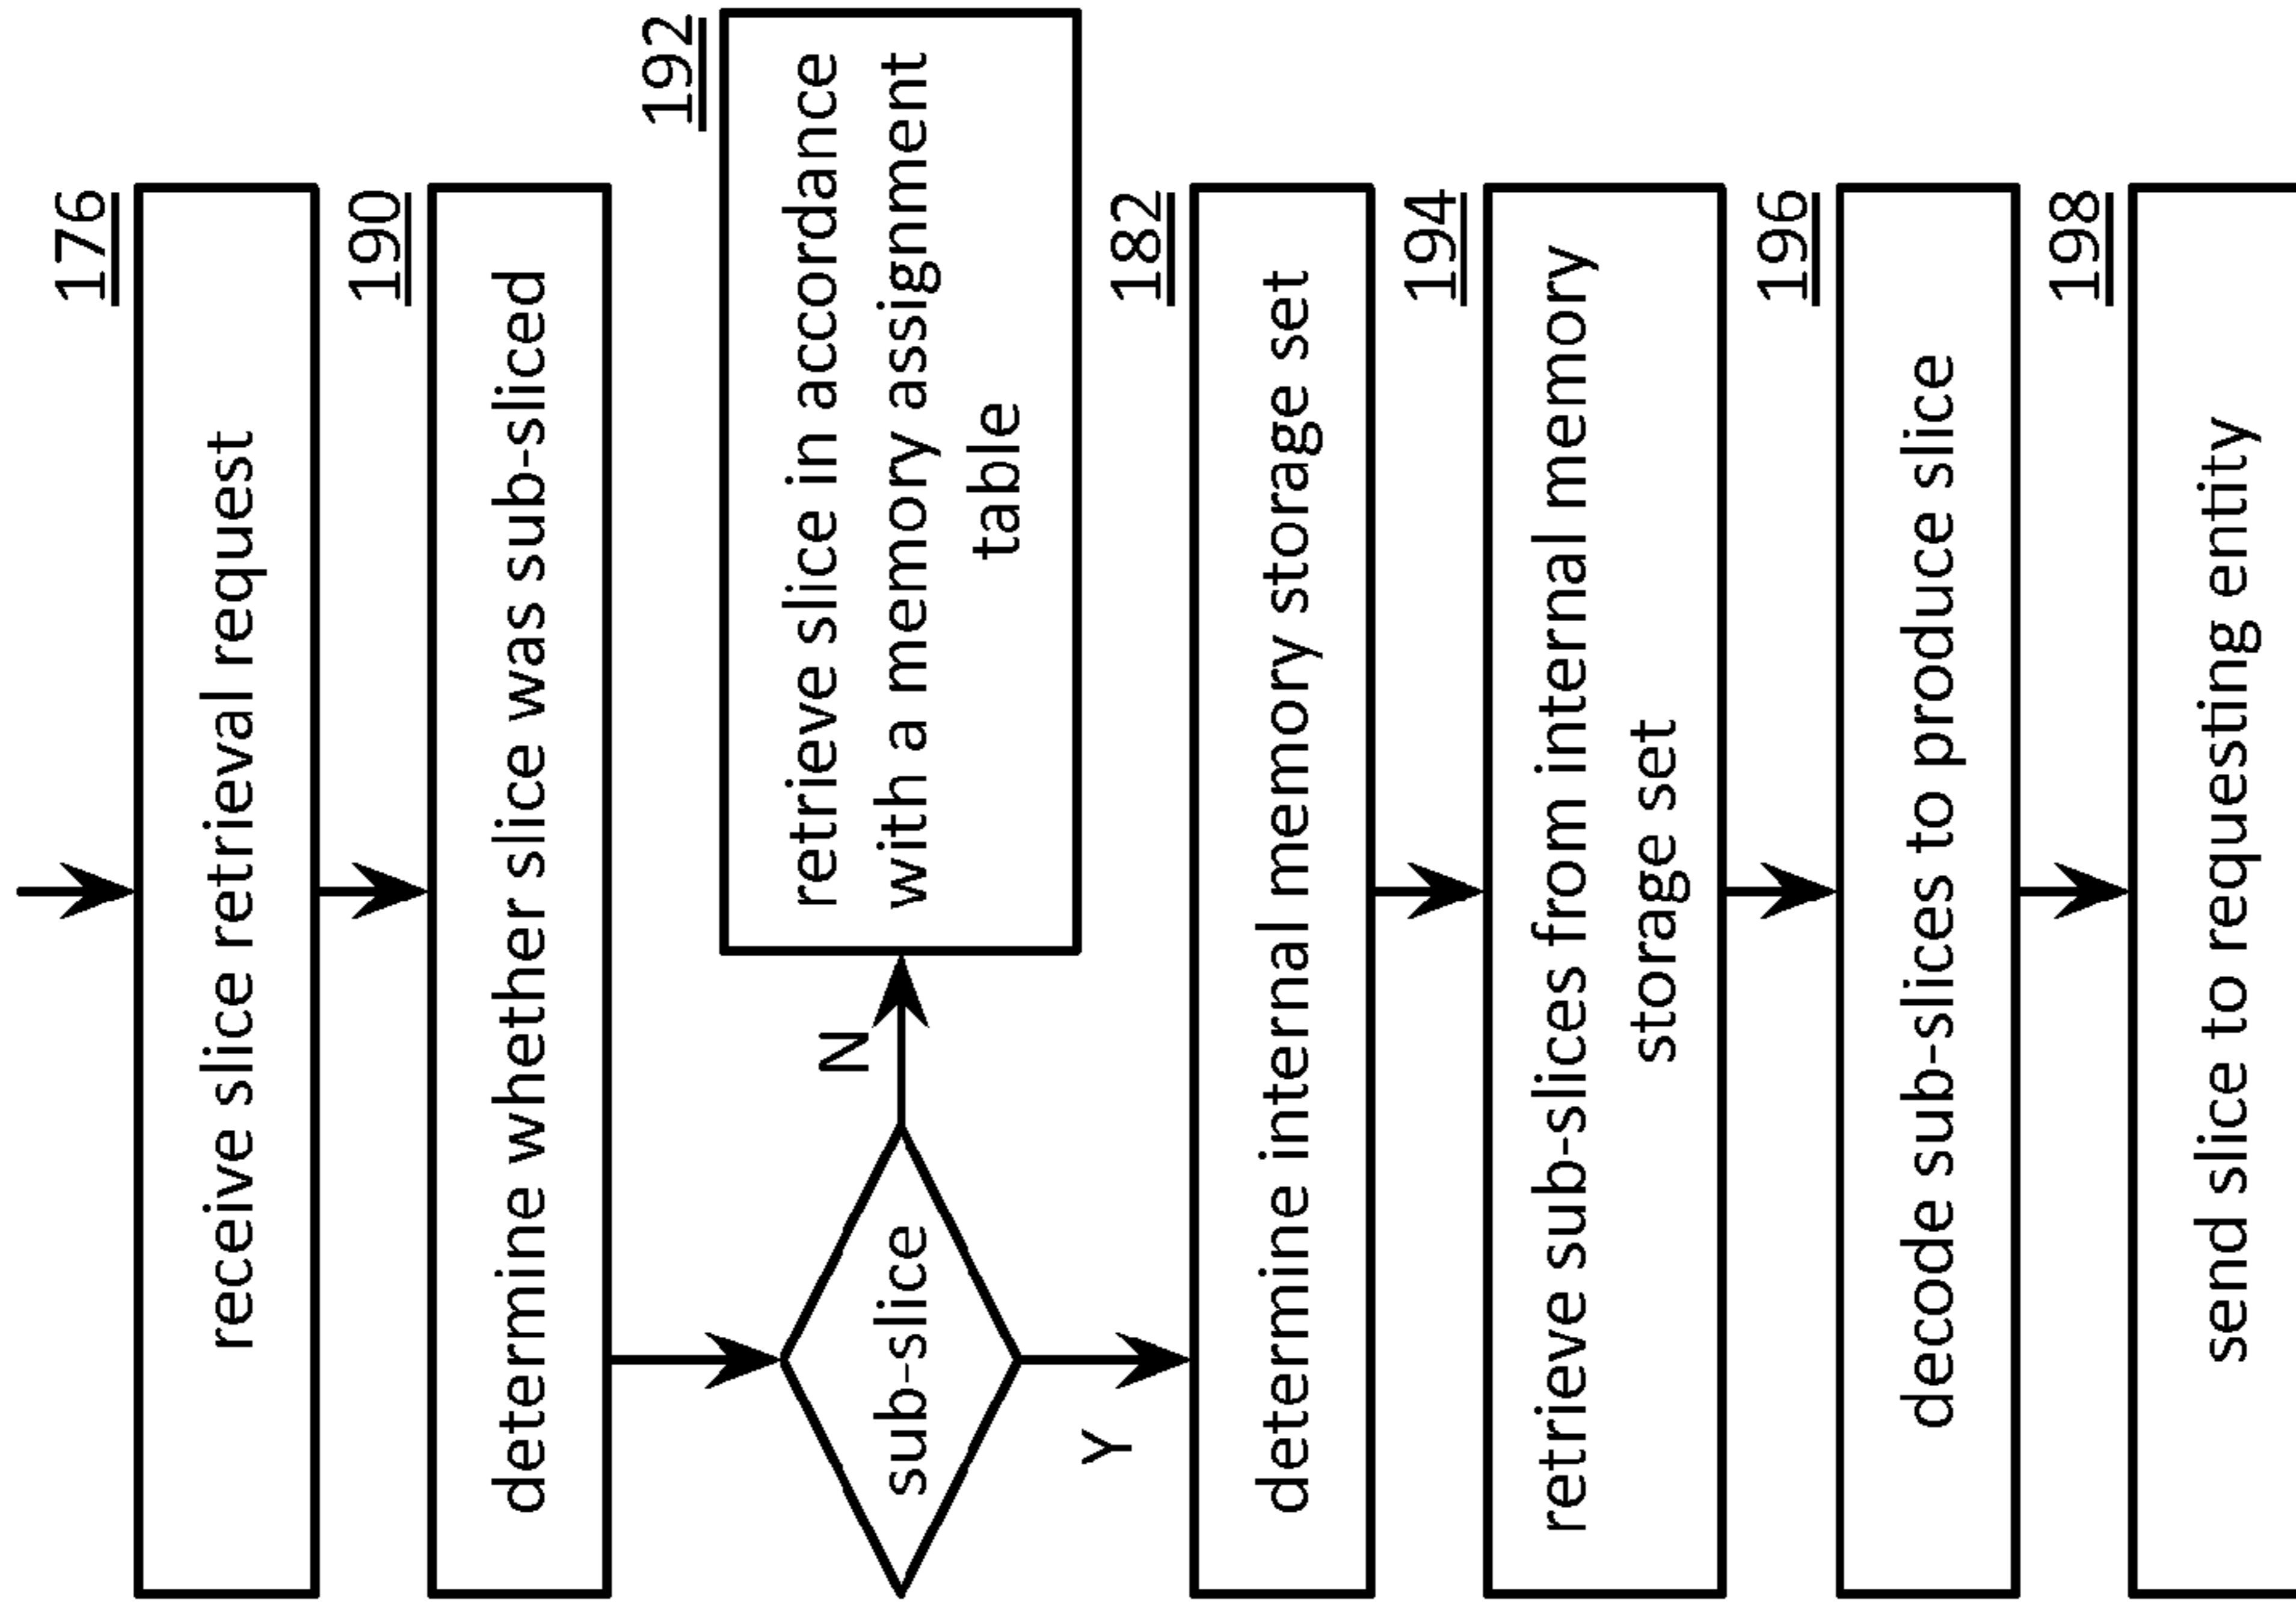 176
receive slice retrieval request
190
determine whether slice was sub-sliced
sub-slice
N
192
retrieve slice in accordance
with a memory assignment
table
Y
182
determine internal memory storage set
194
retrieve sub-slices from internal memory
storage set
196
decode sub-slices to produce slice
198
send slice to requesting entity